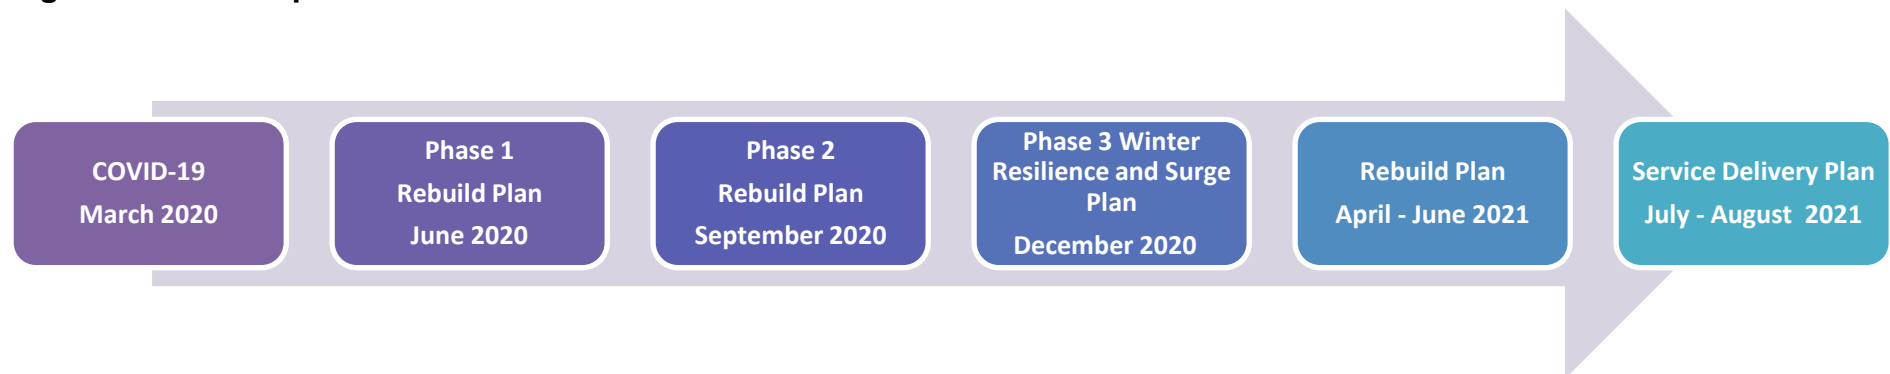 COVID-19
March 2020
Phase 1
Rebuild Plan
June 2020
Phase 2
Rebuild Plan
September 2020
Phase 3 Winter
Resilience and Surge
Plan
December 2020
Rebuild Plan
April - June 2021
Service Delivery Plan
July - August 2021